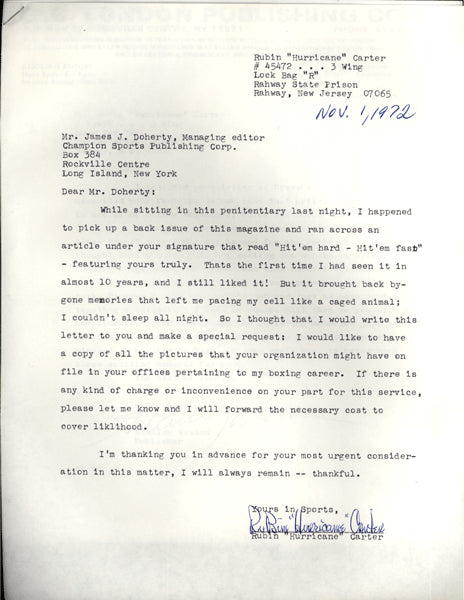 Rubin "Hurricane" Carter
# 45472 . . . 3 Wing
Lock Bag "R"
Rahway State Prison
Rahway, New Jersey 07065
Nov. 1, 1972
Mr. James J. Doherty, Managing editor
Champion Sports Publishing Corp.
Box 384
Rockville Centre
Long Island, New York
Dear Mr. Doherty:
While sitting in this penitentiary last night, I happened
to pick up a back issue of this magazine and ran across an
article under your signature that read "Hit'em hard - Hit'em fast"
- featuring yours truly. Thats the first time I had seen it in
almost 10 years, and I still liked it! But it brought back by-
gone memories that left me pacing my cell like a caged animal;
I couldn't sleep all night. So I thought that I would write this
letter to you and make a special request: I would like to have
a copy of all the pictures that your organization might have on
file in your offices pertaining to my boxing career. If there is
any kind of charge or inconvenience on your part for this service,
please let me know and I will forward the necessary cost to
cover liklihood.
I'm thanking you in advance for your most urgent consider-
ation in this matter, I will always remain -- thankful.
Yours in Sports,
Rubin "Hurricane" Carter
Rubin "Hurricane" Carter